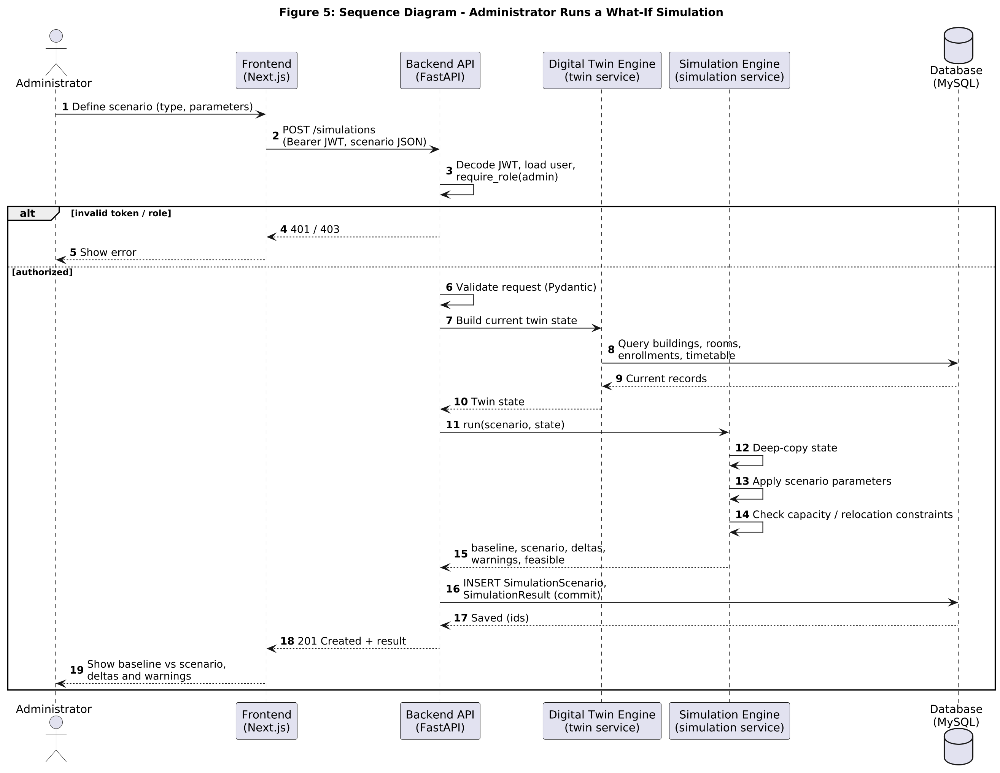 Figure 5: Sequence Diagram - Administrator Runs a What-If Simulation
Administrator
Frontend
(Next.js)
Backend API
(FastAPI)
Digital Twin Engine
(twin service)
Simulation Engine
(simulation service)
Database
(MySQL)
1 Define scenario (type, parameters)
2 POST /simulations
(Bearer JWT, scenario JSON)
3 Decode JWT, load user,
require_role(admin)
alt [invalid token / role]
4 401 / 403
5 Show error
[authorized]
6 Validate request (Pydantic)
7 Build current twin state
8 Query buildings, rooms,
enrollments, timetable
9 Current records
10 Twin state
11 run(scenario, state)
12 Deep-copy state
13 Apply scenario parameters
14 Check capacity / relocation constraints
15 baseline, scenario, deltas,
warnings, feasible
16 INSERT SimulationScenario,
SimulationResult (commit)
17 Saved (ids)
18 201 Created + result
19 Show baseline vs scenario,
deltas and warnings
Administrator
Frontend
(Next.js)
Backend API
(FastAPI)
Digital Twin Engine
(twin service)
Simulation Engine
(simulation service)
Database
(MySQL)